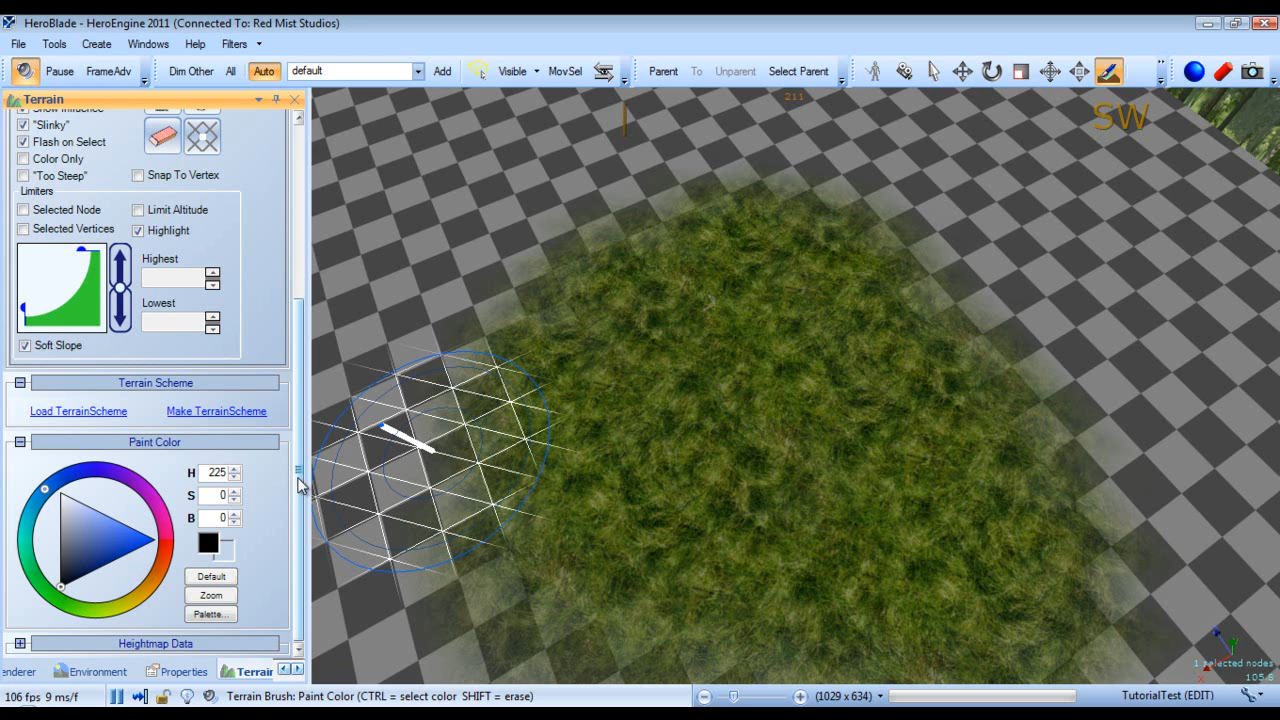 HeroBlade - HeroEngine 2011 (Connected To: Red Mist Studios)
File Tools Create Windows Help Filters
Pause FrameAdv Dim Other All Auto default Add Visible MovSel Parent To Unparent Select Parent
Terrain
211
SW
Show Influence
"Slinky"
Flash on Select
Color Only
"Too Steep" Snap To Vertex
Limiters
Selected Node Limit Altitude
Selected Vertices Highlight
Highest
Lowest
Soft Slope
Terrain Scheme
Load TerrainScheme Make TerrainScheme
Paint Color
H 225
S 0
B 0
Default
Zoom
Palette...
Heightmap Data
1 selected nodes
105.8
X
enderer Environment Properties Terrain
106 fps 9 ms/f Terrain Brush: Paint Color (CTRL = select color SHIFT = erase) (1029 x 634) TutorialTest (EDIT)